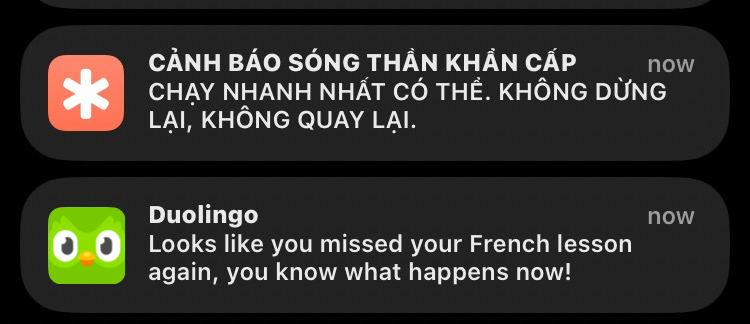 CẢNH BÁO SÓNG THẦN KHẨN CẤP
now
CHẠY NHANH NHẤT CÓ THỂ. KHÔNG DỪNG
LẠI, KHÔNG QUAY LẠI.
Duolingo
now
Looks like you missed your French lesson
again, you know what happens now!